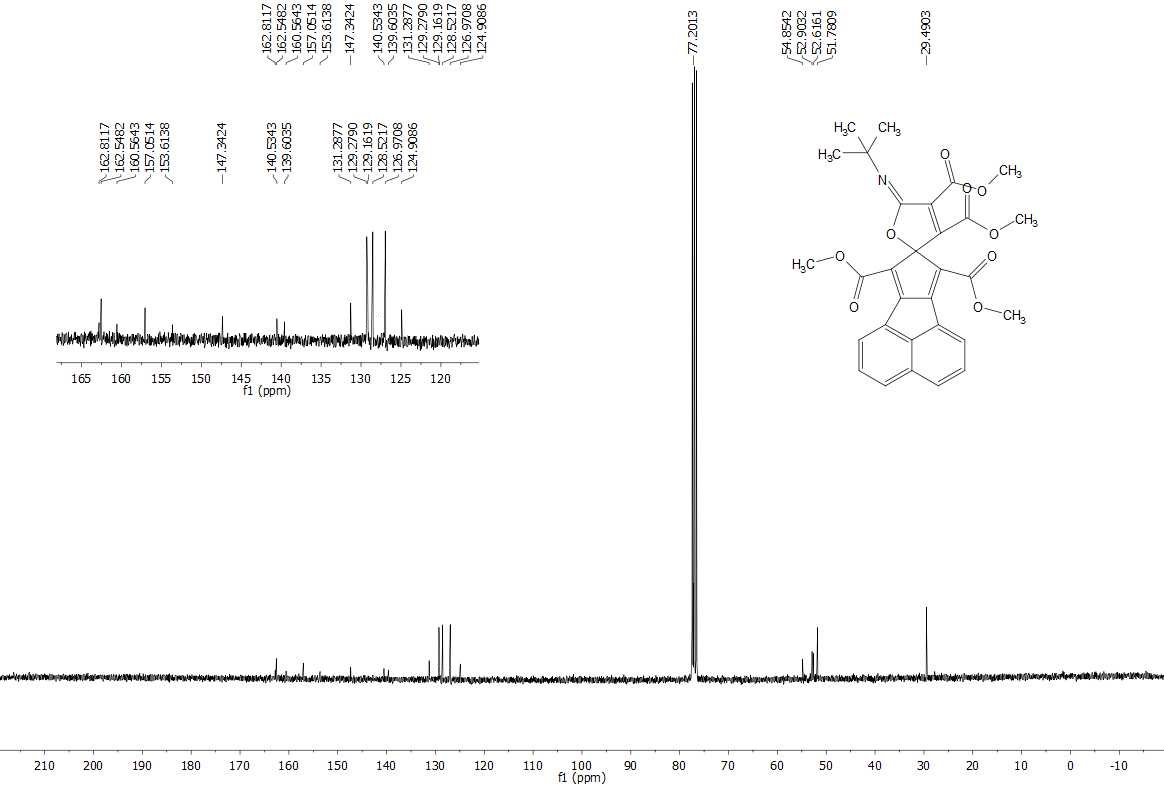 162.8117
162.5482
160.5643
157.0514
153.6138
147.3424
140.5343
139.6035
131.2877
129.2790
129.1619
128.5217
126.9708
124.9086
77.2013
54.8542
52.9032
52.6161
51.7809
29.4903
162.8117
162.5482
160.5643
157.0514
153.6138
147.3424
140.5343
139.6035
131.2877
129.2790
129.1619
128.5217
126.9708
124.9086
165 160 155 150 145 140 135 130 125 120
f1 (ppm)
H₃C CH₃
H₃C
N
O
O
CH₃
O
O
CH₃
O
O
H₃C
O
O
O
O
CH₃
210 200 190 180 170 160 150 140 130 120 110 100 90 80 70 60 50 40 30 20 10 0 -10
f1 (ppm)